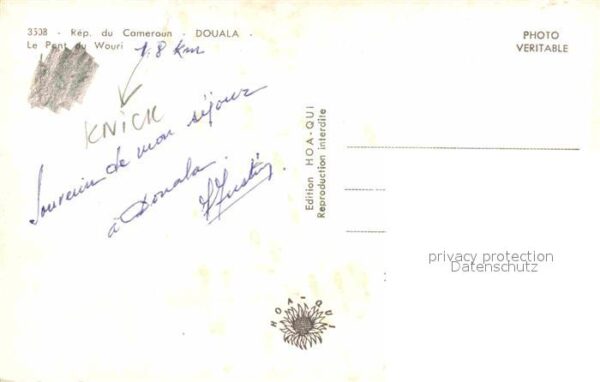 3508 - Rép. du Cameroun - DOUALA -
Le Pont du Wouri
1,8 km
KNICK
Souvenir de mon séjour
à Douala.
PHOTO
VERITABLE
Edition HOA-QUI
Reproduction interdite
privacy protection
Datenschutz
HOA-QUI